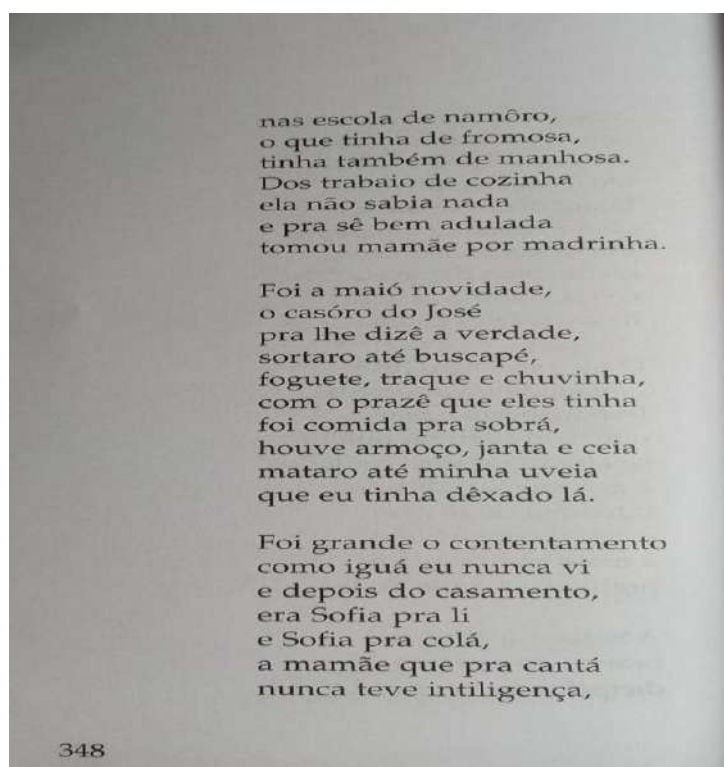 nas escola de namôro,
o que tinha de fromosa,
tinha também de manhosa.
Dos trabaio de cozinha
ela não sabia nada
e pra sê bem adulada
tomou mamãe por madrinha.
Foi a maió novidade,
o casóro do José
pra lhe dizê a verdade,
sortaro até buscapé,
foguete, traque e chuvinha,
com o prazê que eles tinha
foi comida pra sobrá,
houve armoço, janta e ceia
mataro até minha uveia
que eu tinha dêxado lá.
Foi grande o contentamento
como iguá eu nunca vi
e depois do casamento,
era Sofia pra li
e Sofia pra colá,
a mamãe que pra cantá
nunca teve intiligença,
348